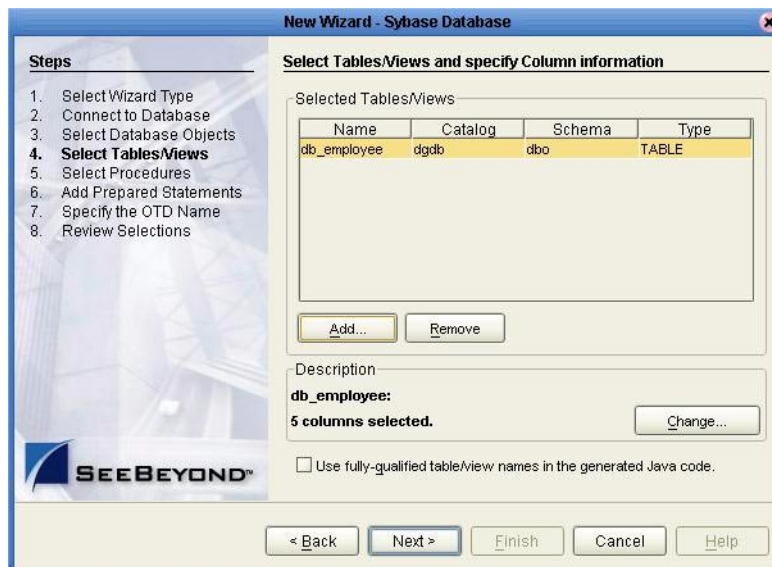 New Wizard - Sybase Database
Steps
1. Select Wizard Type
2. Connect to Database
3. Select Database Objects
4. Select Tables/Views
5. Select Procedures
6. Add Prepared Statements
7. Specify the OTD Name
8. Review Selections
SEEBEYOND™
Select Tables/Views and specify Column information
Selected Tables/Views
Name Catalog Schema Type
db_employee dgdb dbo TABLE
Add... Remove
Description
db_employee:
5 columns selected.
Change...
Use fully-qualified table/view names in the generated Java code.
< Back Next > Finish Cancel Help